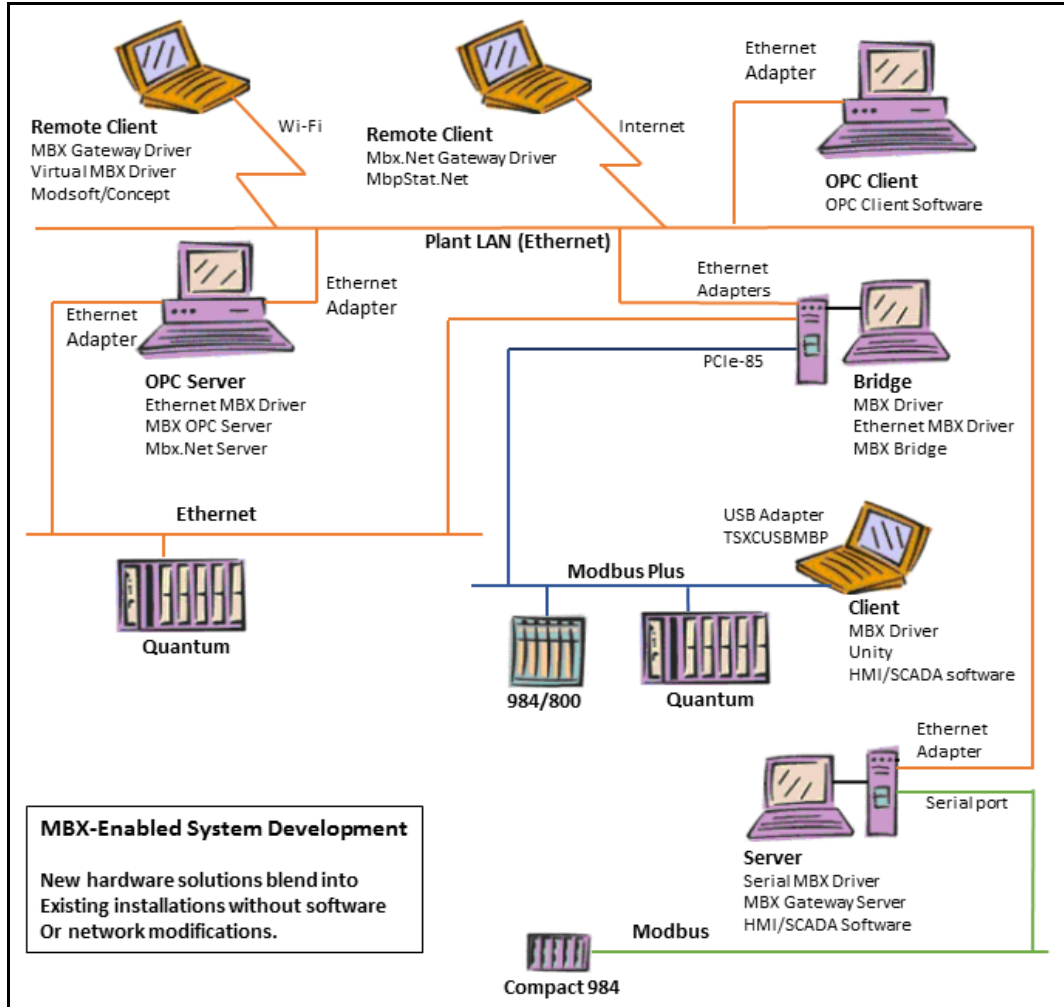 Remote Client
MBX Gateway Driver
Virtual MBX Driver
Modsoft/Concept
Wi-Fi
Remote Client
Mbx.Net Gateway Driver
MbpStat.Net
Internet
Ethernet
Adapter
OPC Client
OPC Client Software
Plant LAN (Ethernet)
Ethernet
Adapter
Ethernet
Adapter
OPC Server
Ethernet MBX Driver
MBX OPC Server
Mbx.Net Server
Ethernet
Adapters
PCIe-85
Bridge
MBX Driver
Ethernet MBX Driver
MBX Bridge
Ethernet
Quantum
USB Adapter
TSXCUSBMBP
Modbus Plus
984/800
Quantum
Client
MBX Driver
Unity
HMI/SCADA software
Ethernet
Adapter
Serial port
Server
Serial MBX Driver
MBX Gateway Server
HMI/SCADA Software
MBX-Enabled System Development
New hardware solutions blend into
Existing installations without software
Or network modifications.
Modbus
Compact 984